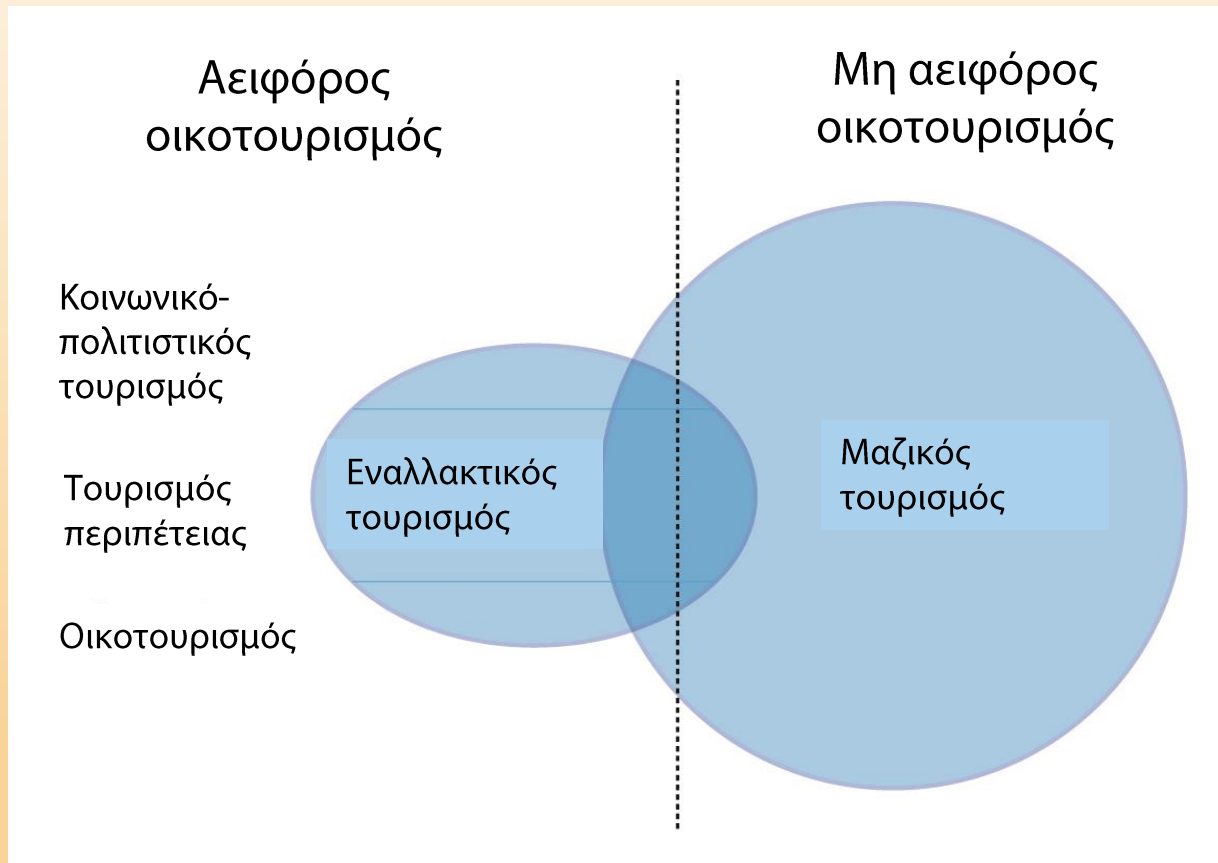 Αειφόρος
οικοτουρισμός
Μη αειφόρος
οικοτουρισμός
Κοινωνικό-
πολιτιστικός
τουρισμός
Τουρισμός
περιπέτειας
Οικοτουρισμός
Εναλλακτικός
τουρισμός
Μαζικός
τουρισμός